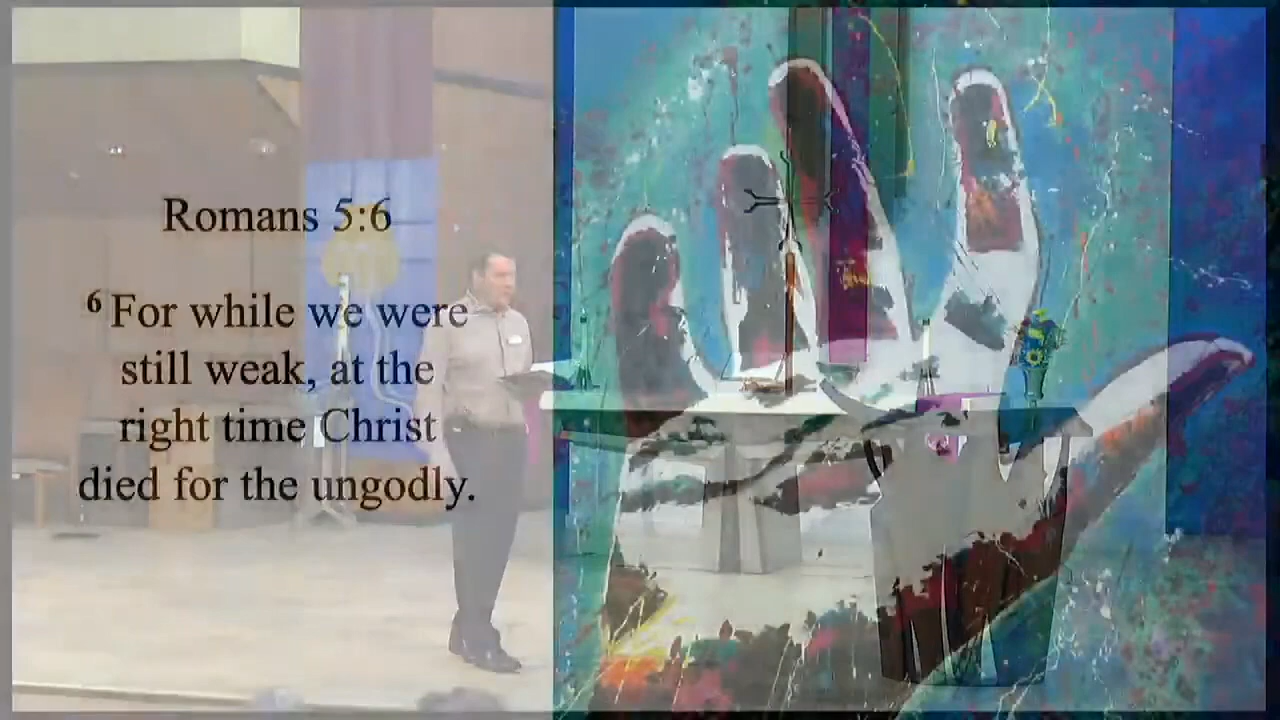 Romans 5:6
6 For while we were
still weak, at the
right time Christ
died for the ungodly.